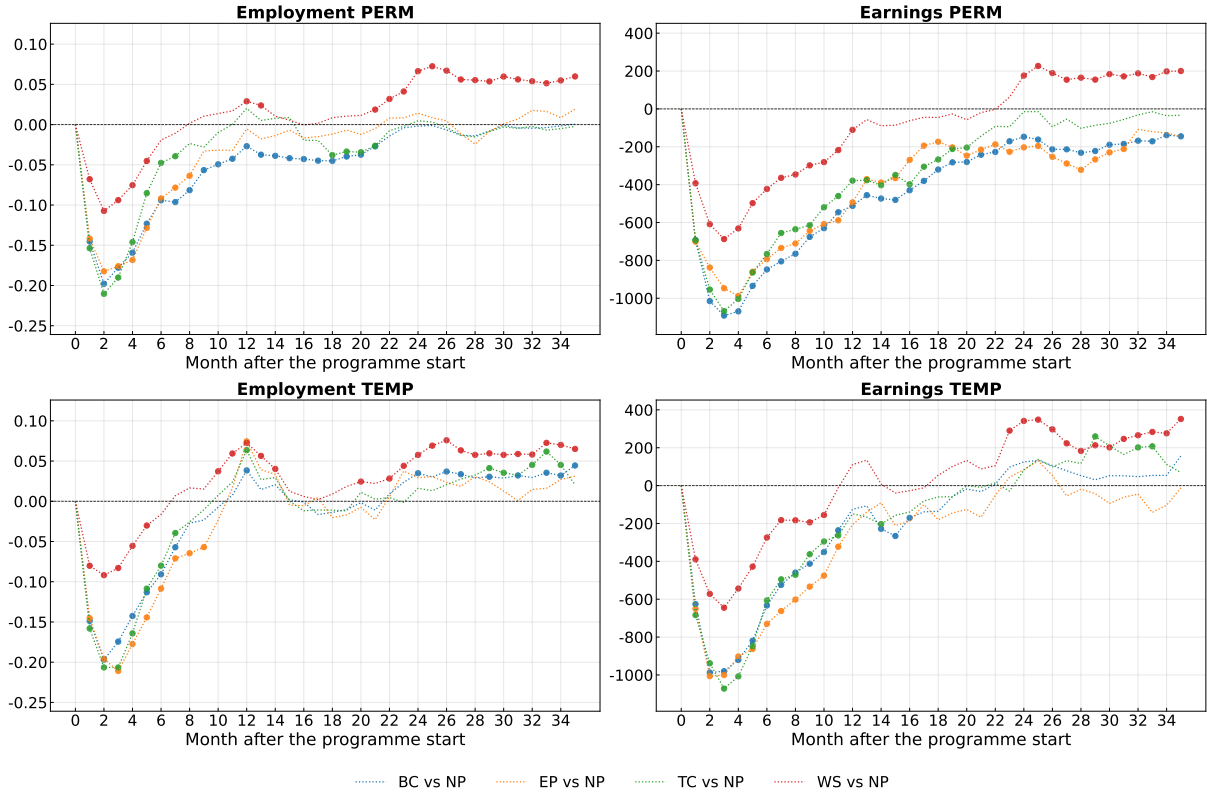 Employment PERM
0.10
0.05
0.00
-0.05
-0.10
-0.15
-0.20
-0.25
0 2 4 6 8 10 12 14 16 18 20 22 24 26 28 30 32 34
Month after the programme start
Earnings PERM
400
200
0
-200
-400
-600
-800
-1000
0 2 4 6 8 10 12 14 16 18 20 22 24 26 28 30 32 34
Month after the programme start
Employment TEMP
0.10
0.05
0.00
-0.05
-0.10
-0.15
-0.20
-0.25
0 2 4 6 8 10 12 14 16 18 20 22 24 26 28 30 32 34
Month after the programme start
Earnings TEMP
400
200
0
-200
-400
-600
-800
-1000
0 2 4 6 8 10 12 14 16 18 20 22 24 26 28 30 32 34
Month after the programme start
BC vs NP EP vs NP TC vs NP WS vs NP